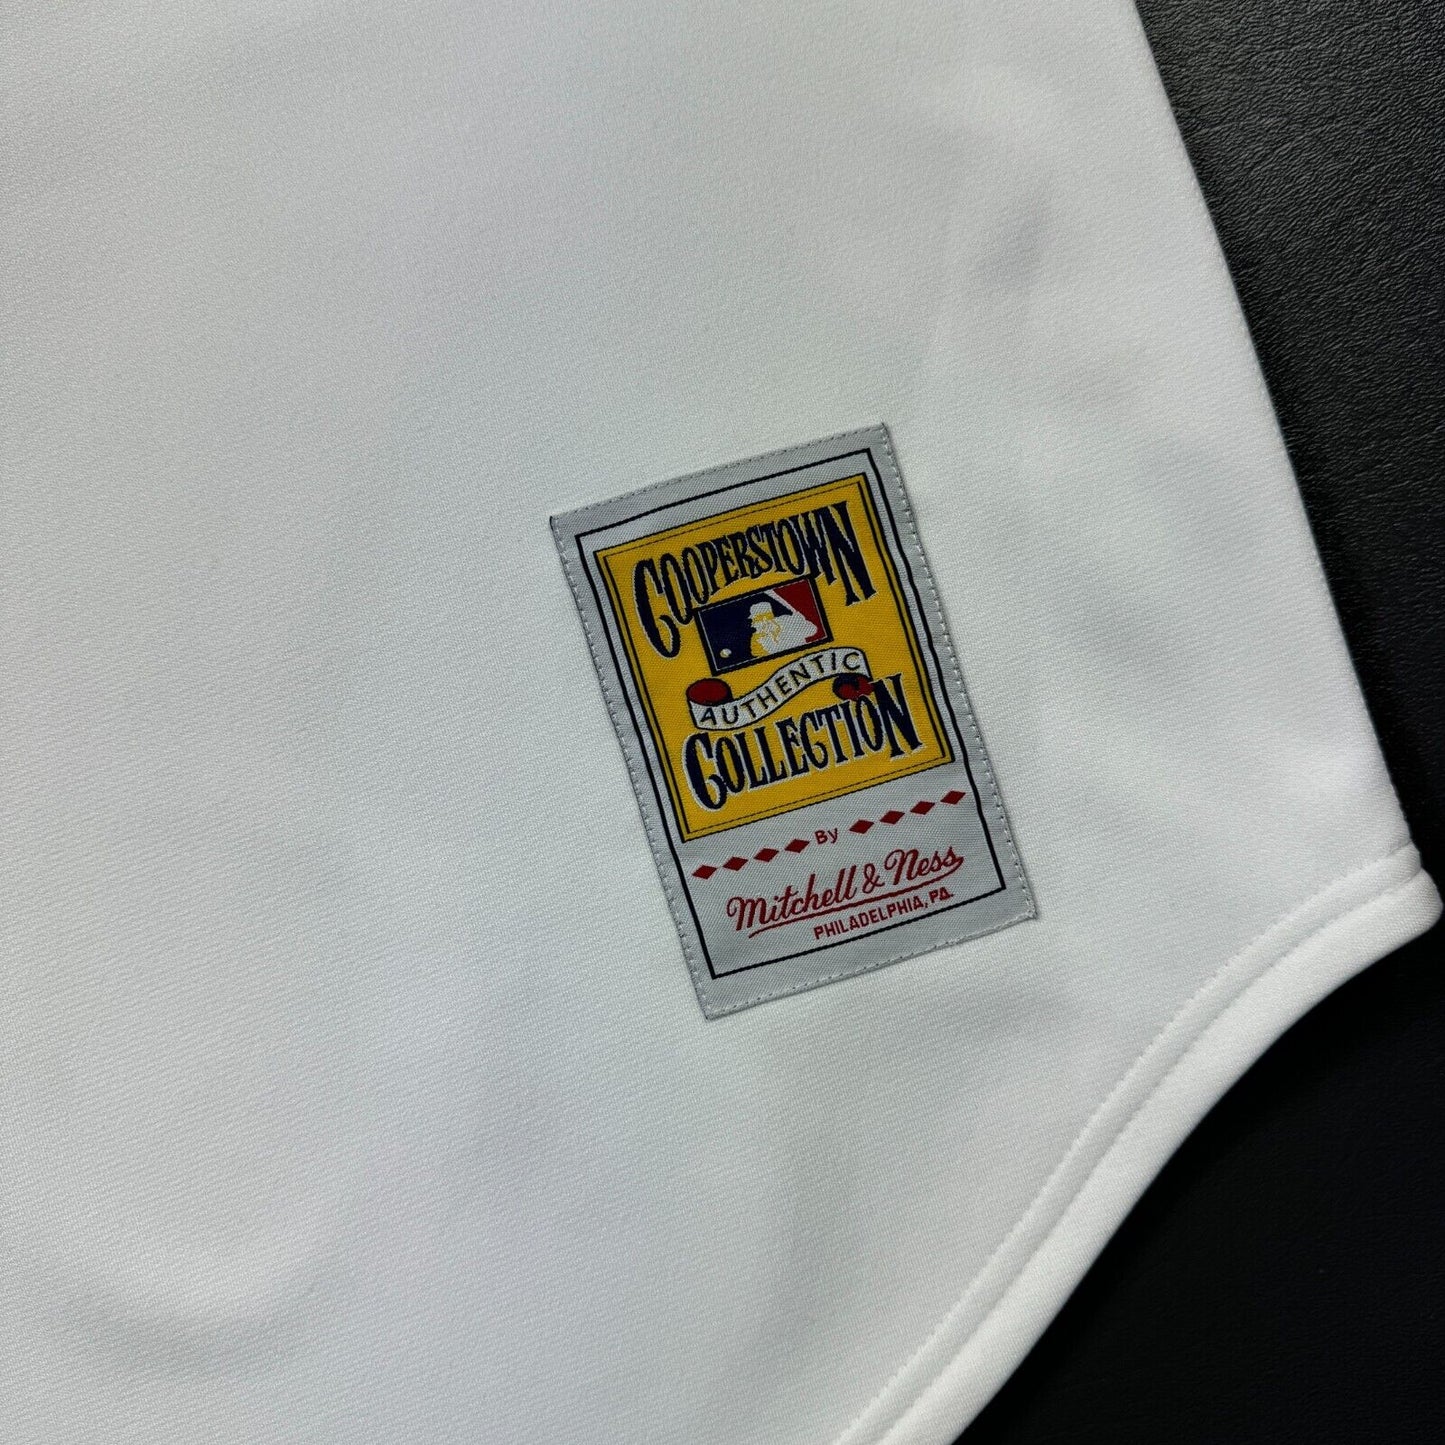 COOPERSTOWN
AUTHENTIC
COLLECTION
By
Mitchell & Ness
PHILADELPHIA, PA.